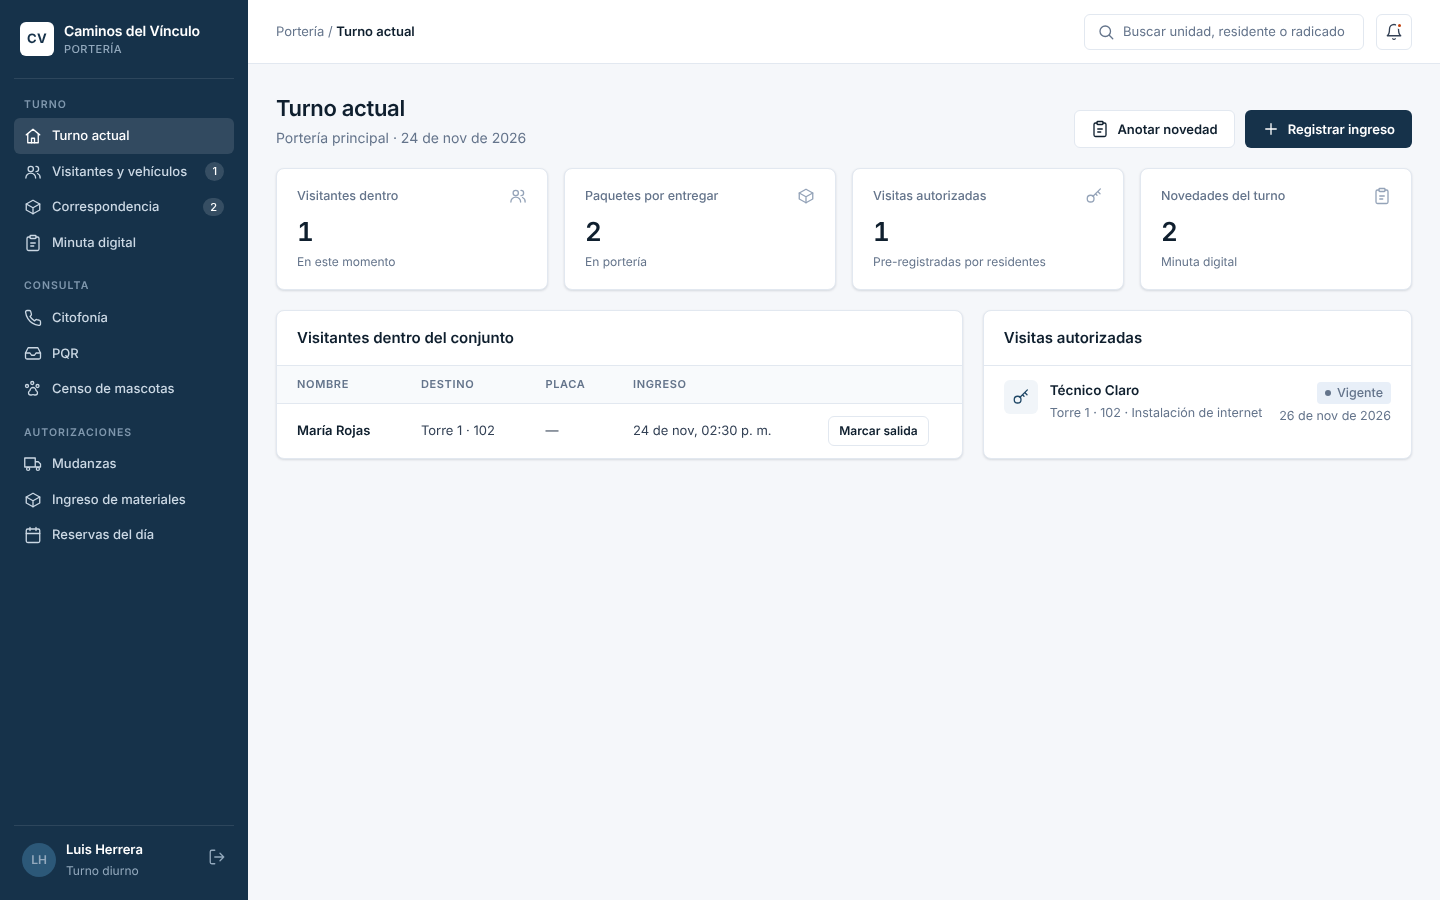 CV
Caminos del Vínculo
PORTERÍA
TURNO
Turno actual
Visitantes y vehículos 1
Correspondencia 2
Minuta digital
CONSULTA
Citofonía
PQR
Censo de mascotas
AUTORIZACIONES
Mudanzas
Ingreso de materiales
Reservas del día
LH
Luis Herrera
Turno diurno
Portería / Turno actual
Buscar unidad, residente o radicado
Turno actual
Portería principal · 24 de nov de 2026
Anotar novedad
Registrar ingreso
Visitantes dentro
1
En este momento
Paquetes por entregar
2
En portería
Visitas autorizadas
1
Pre-registradas por residentes
Novedades del turno
2
Minuta digital
Visitantes dentro del conjunto
NOMBRE DESTINO PLACA INGRESO
María Rojas Torre 1 · 102 — 24 de nov, 02:30 p. m. Marcar salida
Visitas autorizadas
Técnico Claro
Torre 1 · 102 · Instalación de internet
Vigente
26 de nov de 2026